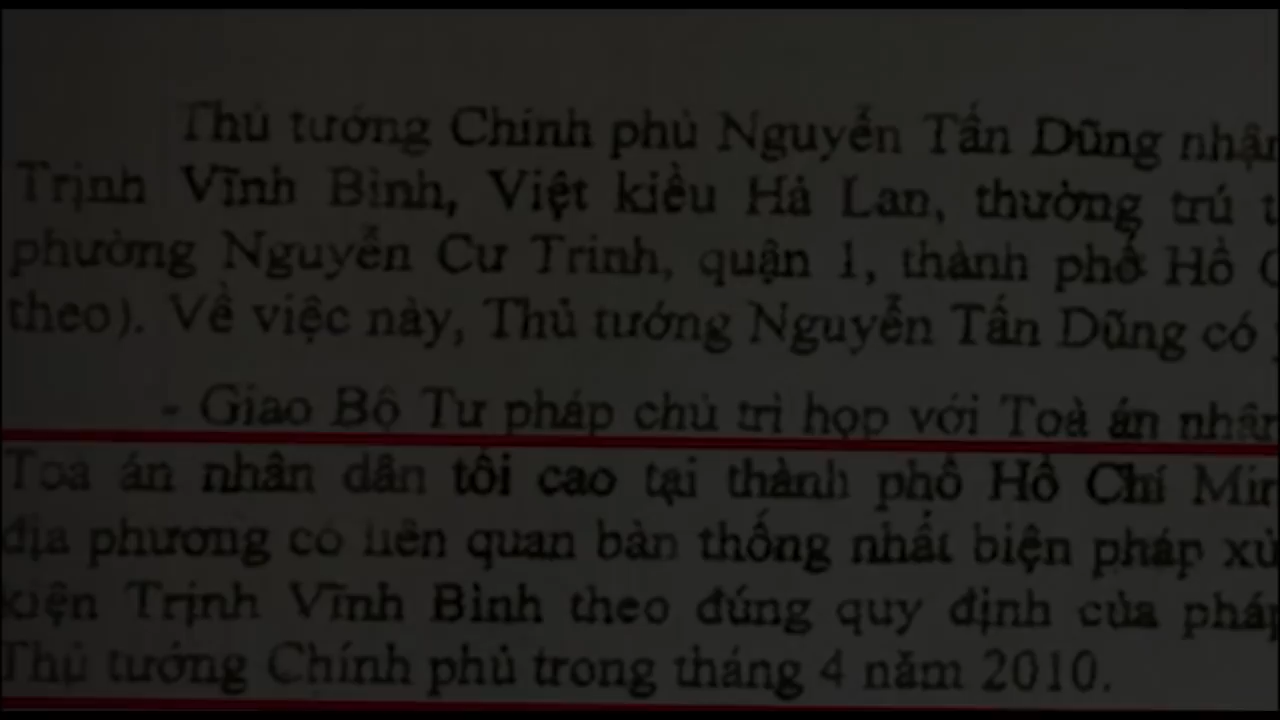 Thủ tướng Chính phủ Nguyễn Tấn Dũng nhận
Trịnh Vĩnh Bình, Việt kiều Hà Lan, thường trú
phường Nguyễn Cư Trinh, quận 1, thành phố Hồ
theo). Về việc này, Thủ tướng Nguyễn Tấn Dũng có
- Giao Bộ Tư pháp chủ trì họp với Toà án nhân
Toà án nhân dân tối cao tại thành phố Hồ Chí Min
địa phương có liên quan bàn thống nhất biện pháp xử
kiện Trịnh Vĩnh Bình theo đúng quy định của pháp
Thủ tướng Chính phủ trong tháng 4 năm 2010.